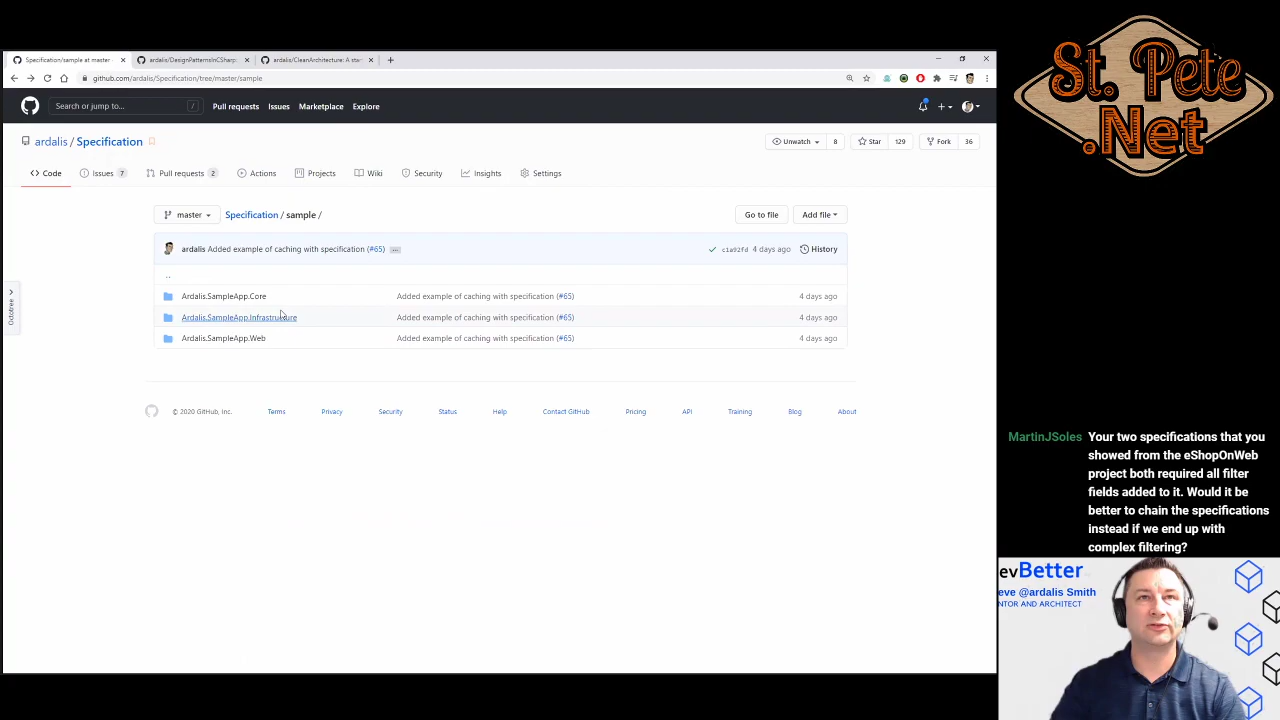 Specification/sample at master
ardalis/DesignPatternsInCSharp:
ardalis/CleanArchitecture: A star
github.com/ardalis/Specification/tree/master/sample
Search or jump to...
/
Pull requests
Issues
Marketplace
Explore
ardalis / Specification
Unwatch
8
Star
129
Fork
36
Code
Issues 7
Pull requests 2
Actions
Projects
Wiki
Security
Insights
Settings
master
Specification / sample /
Go to file
Add file
ardalis Added example of caching with specification (#65)
c1a92fd 4 days ago
History
..
Ardalis.SampleApp.Core
Added example of caching with specification (#65)
4 days ago
Ardalis.SampleApp.Infrastructure
Added example of caching with specification (#65)
4 days ago
Ardalis.SampleApp.Web
Added example of caching with specification (#65)
4 days ago
© 2020 GitHub, Inc.
Terms
Privacy
Security
Status
Help
Contact GitHub
Pricing
API
Training
Blog
About
Octotree
St. Pete
.Net
MartinJSoles Your two specifications that you
showed from the eShopOnWeb
project both required all filter
fields added to it. Would it be
better to chain the specifications
instead if we end up with
complex filtering?
evBetter
eve @ardalis Smith
NTOR AND ARCHITECT